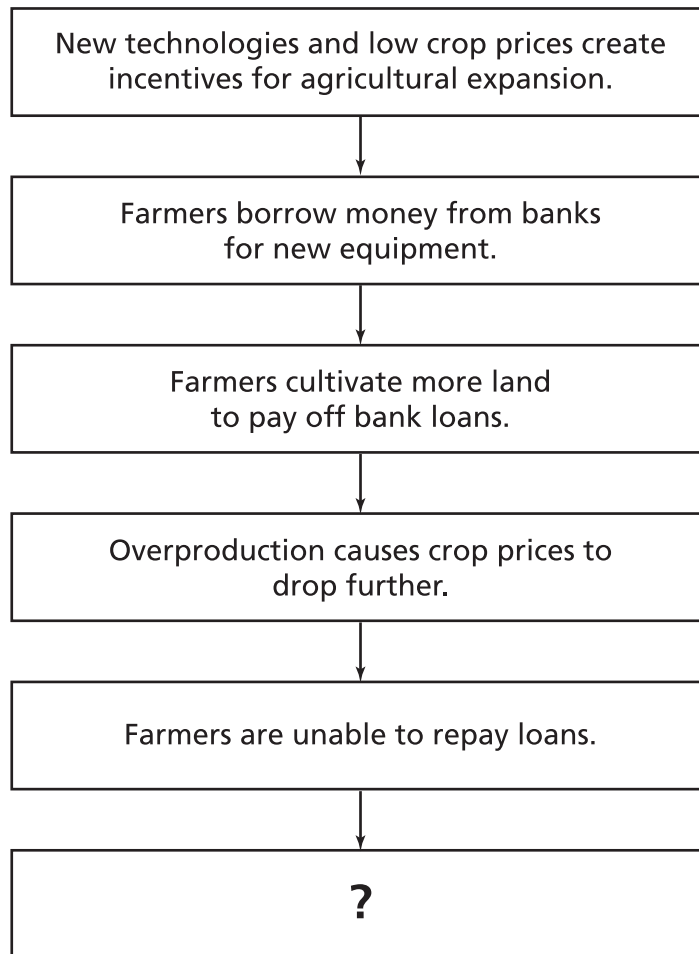 New technologies and low crop prices create
incentives for agricultural expansion.
Farmers borrow money from banks
for new equipment.
Farmers cultivate more land
to pay off bank loans.
Overproduction causes crop prices to
drop further.
Farmers are unable to repay loans.
?